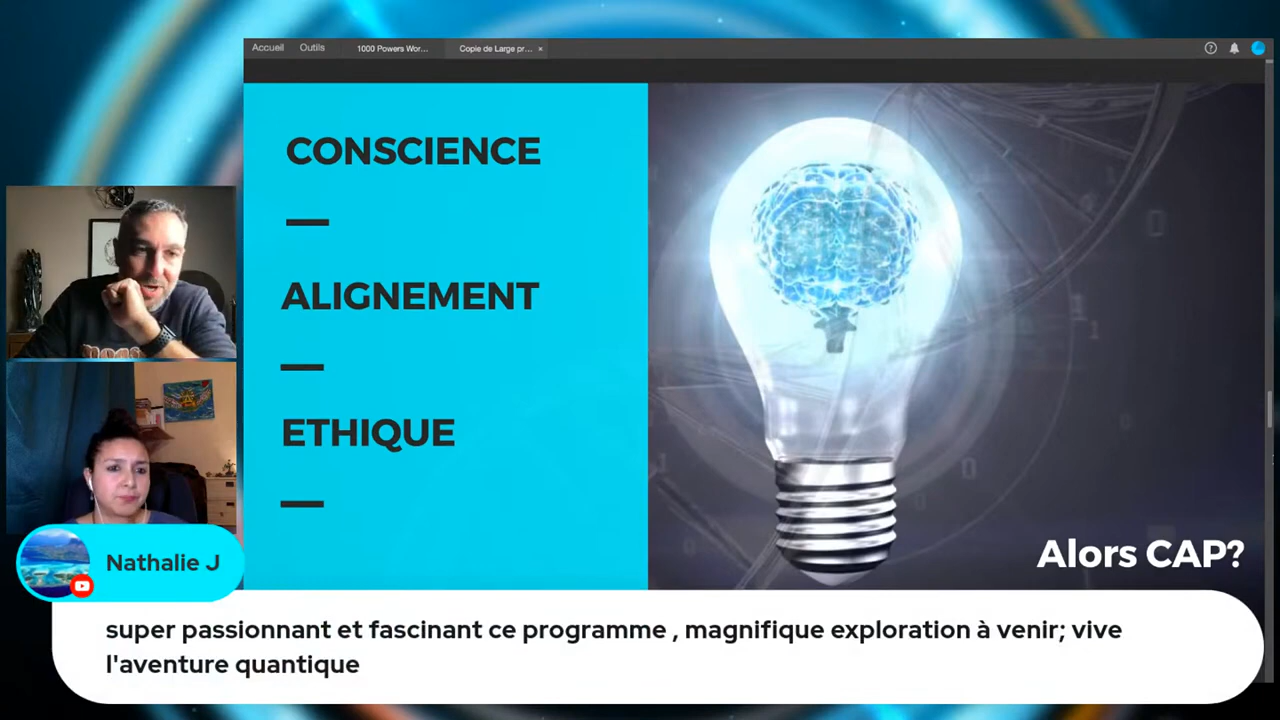 Accueil Outils 1000 Powers Wor... Copie de Large pr... ×
CONSCIENCE
ALIGNEMENT
ETHIQUE
Alors CAP?
Nathalie J
super passionnant et fascinant ce programme , magnifique exploration à venir; vive
l'aventure quantique